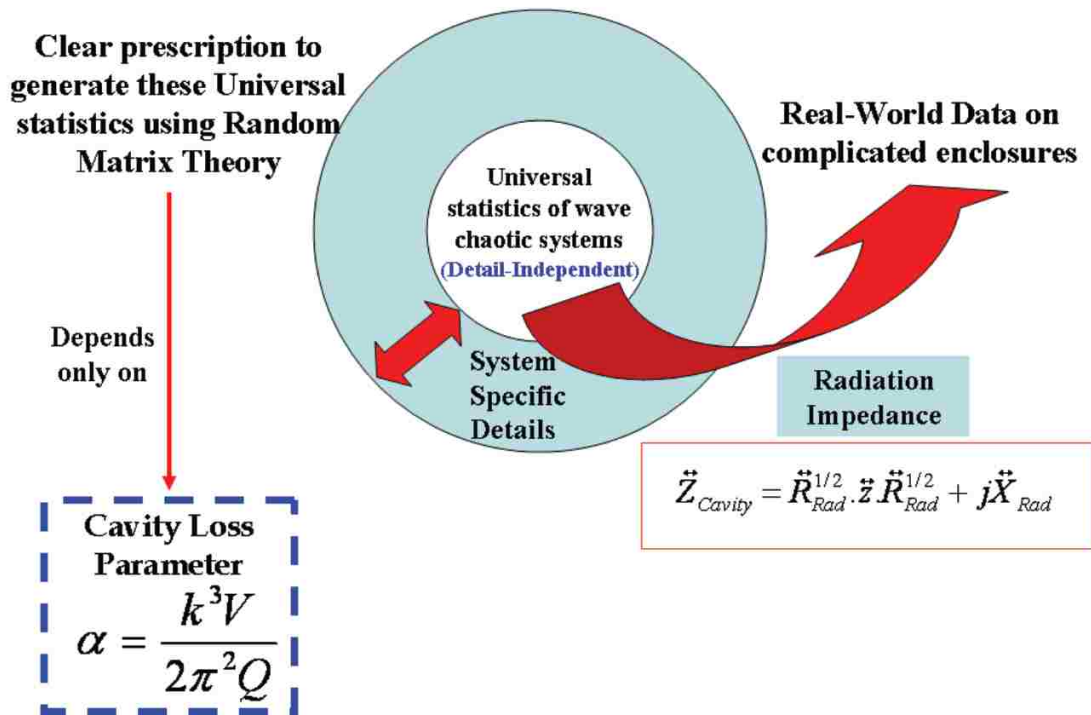 Clear prescription to
generate these Universal
statistics using Random
Matrix Theory
Depends
only on
Cavity Loss
Parameter
α = k³V / 2π²Q
Universal
statistics of wave
chaotic systems
(Detail-Independent)
System
Specific
Details
Real-World Data on
complicated enclosures
Radiation
Impedance
Z⃡_Cavity = R⃡_Rad^1/2 . z⃡ . R⃡_Rad^1/2 + jX⃡_Rad